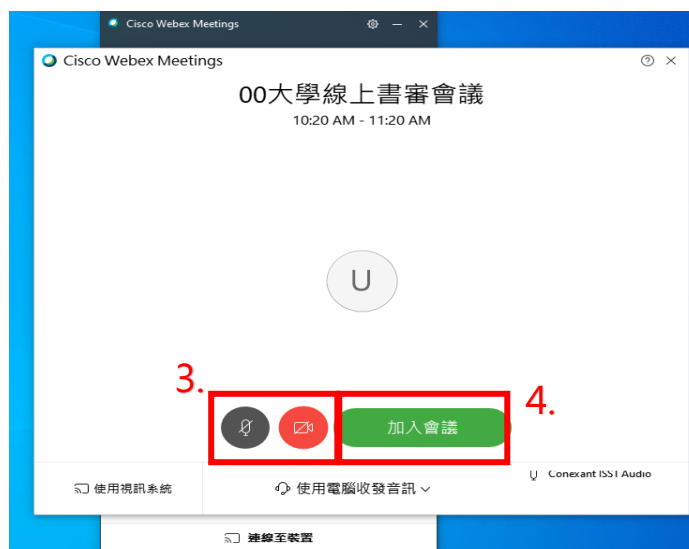 Cisco Webex Meetings
Cisco Webex Meetings
00大學線上書審會議
10:20 AM - 11:20 AM
U
3.
4.
加入會議
使用視訊系統
使用電腦收發音訊
Conexant ISST Audio
連線至裝置